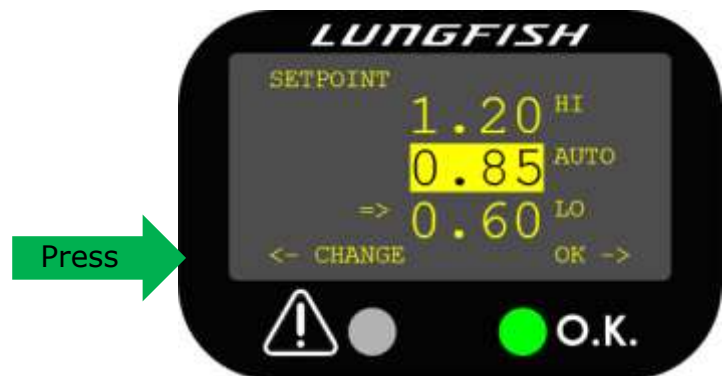 LUNGFISH
SETPOINT
1.20 HI
0.85 AUTO
=> 0.60 LO
<- CHANGE OK ->
Press
O.K.